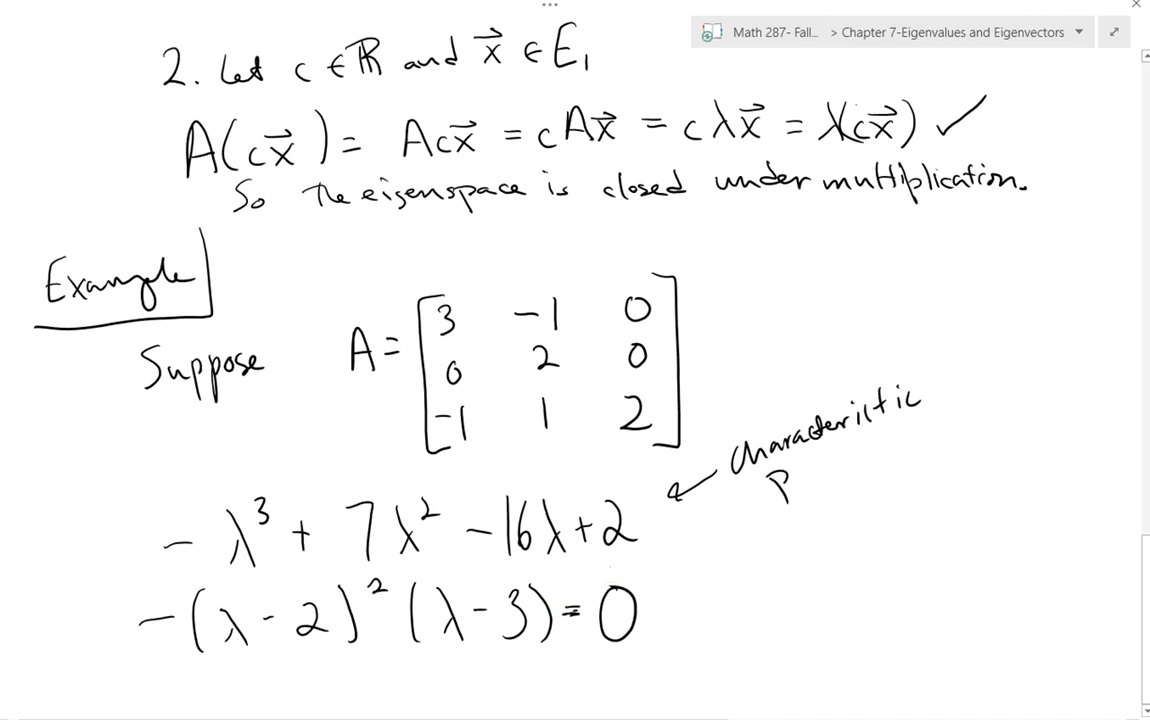 Math 287- Fall... > Chapter 7-Eigenvalues and Eigenvectors
2. Let c ∈ ℝ and x⃗ ∈ E₁
A(cx⃗) = Acx⃗ = cAx⃗ = cλx⃗ = λ(cx⃗) ✓
So the eigenspace is closed under multiplication.
Example
Suppose A = [3 -1 0
0 2 0
-1 1 2]
← characteristic
P
- λ³ + 7λ² - 16λ + 2
- (λ - 2)² (λ - 3) = 0